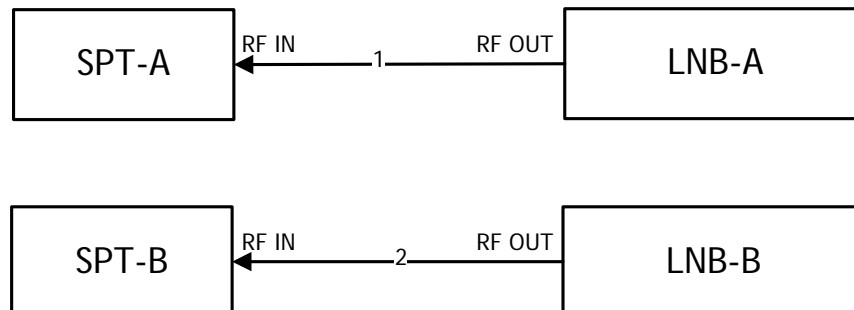 SPT-A
RF IN
1
RF OUT
LNB-A
SPT-B
RF IN
2
RF OUT
LNB-B